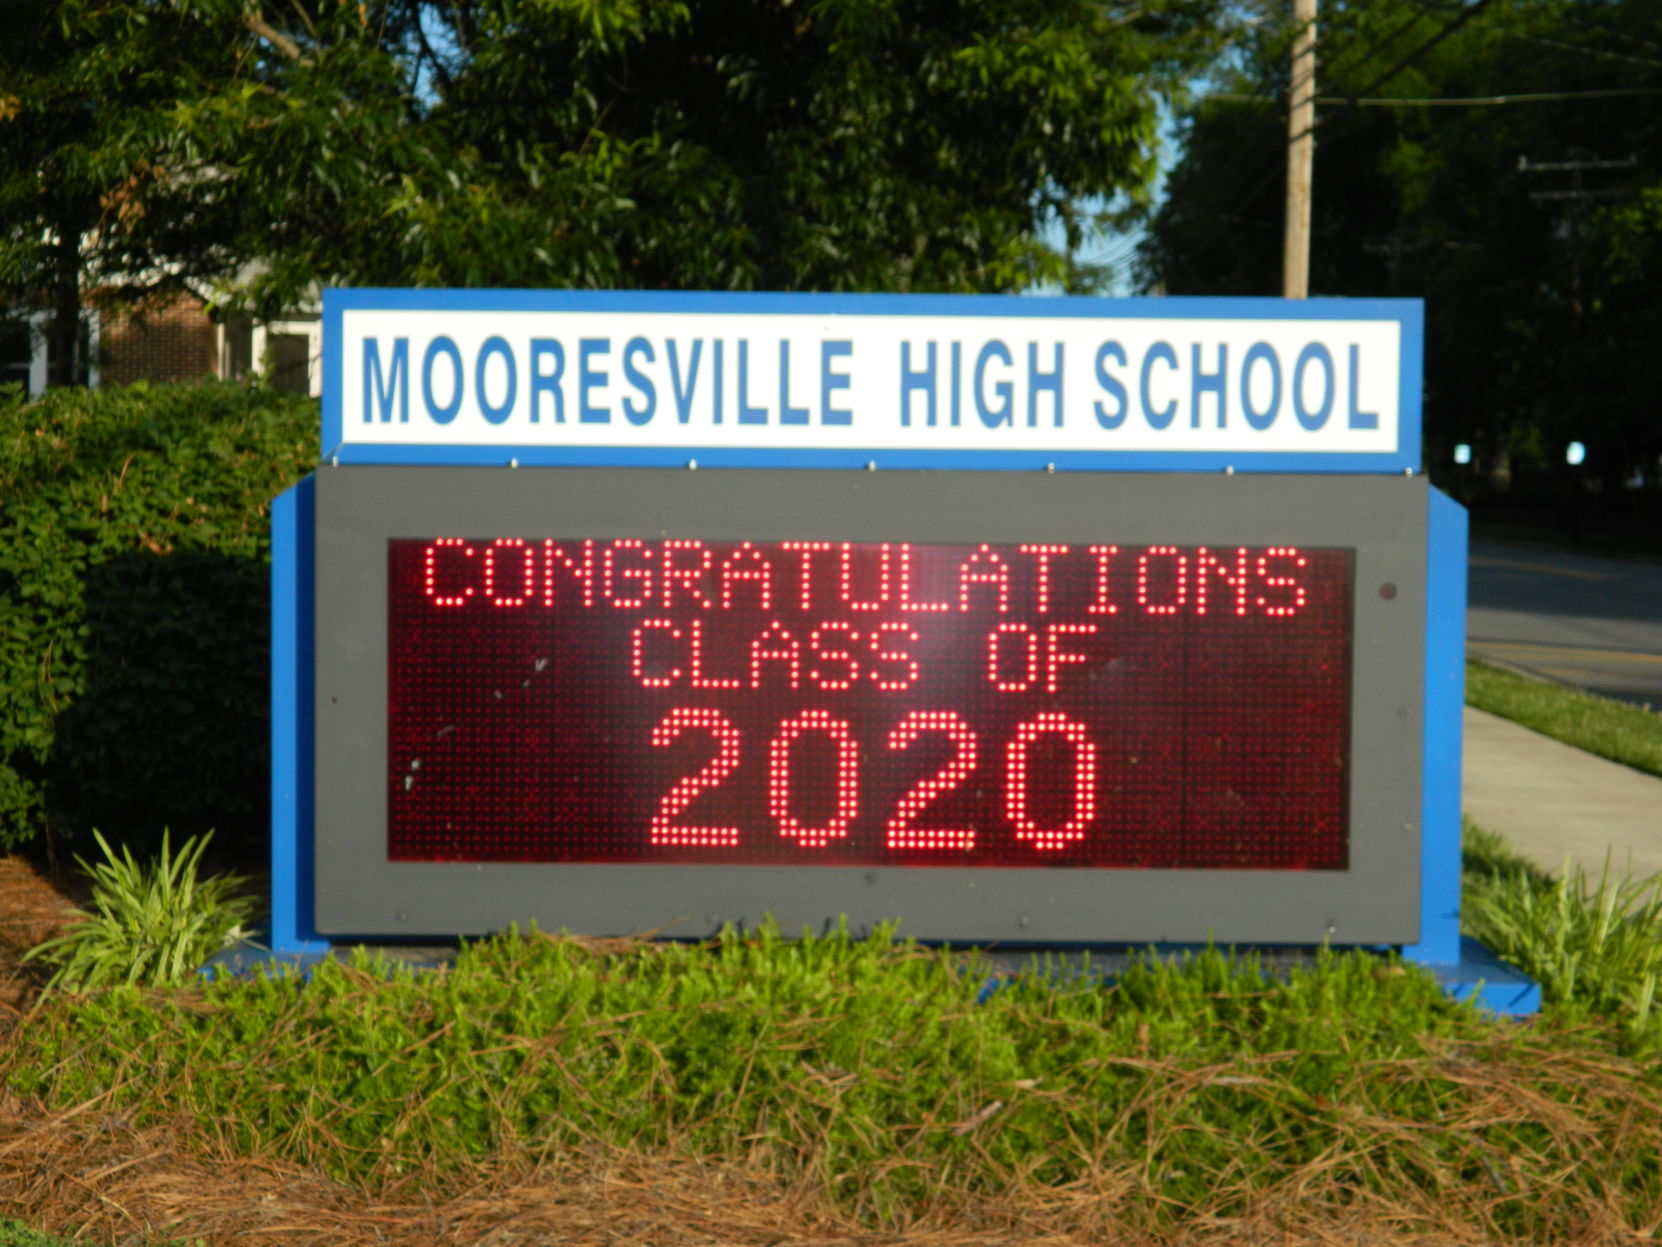 MOORESVILLE HIGH SCHOOL
CONGRATULATIONS
CLASS OF
2020